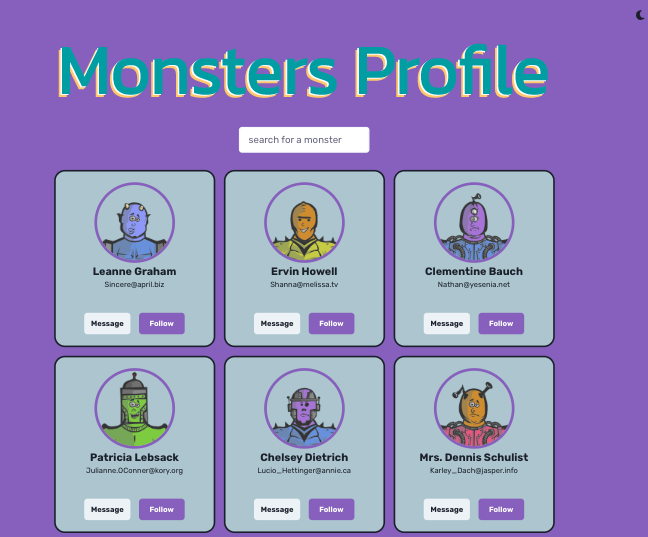 Monsters Profile
search for a monster
Leanne Graham
Sincere@april.biz
Message Follow
Ervin Howell
Shanna@melissa.tv
Message Follow
Clementine Bauch
Nathan@yesenia.net
Message Follow
Patricia Lebsack
Julianne.OConner@kory.org
Message Follow
Chelsey Dietrich
Lucio_Hettinger@annie.ca
Message Follow
Mrs. Dennis Schulist
Karley_Dach@jasper.info
Message Follow